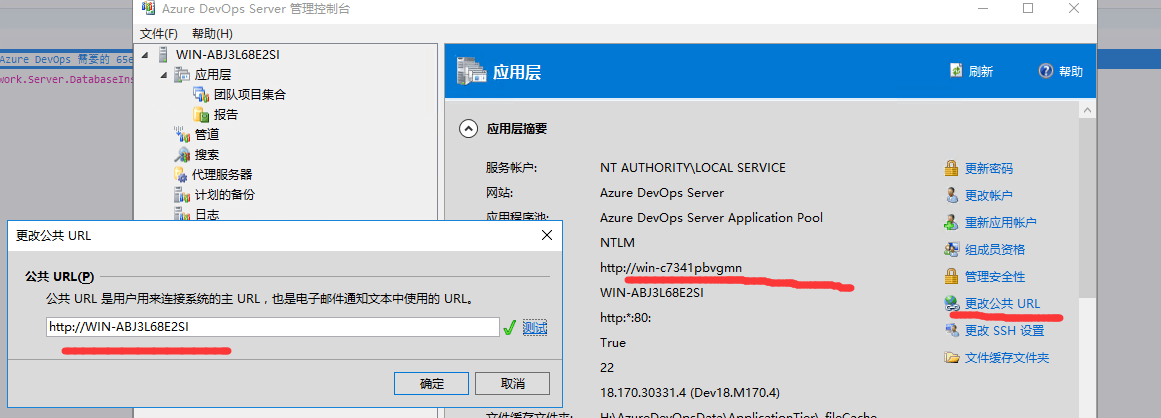 Azure DevOps Server 管理控制台
文件(F) 帮助(H)
Azure DevOps 需要的 65e
work.Server.DatabaseIns
WIN-ABJ3L68E2SI
应用层
团队项目集合
报告
管道
搜索
代理服务器
计划的备份
日志
应用层
刷新
帮助
应用层摘要
服务帐户: NT AUTHORITY\LOCAL SERVICE
网站: Azure DevOps Server
应用程序池: Azure DevOps Server Application Pool
NTLM
http://win-c7341pbvgmn
WIN-ABJ3L68E2SI
http:*:80:
True
22
18.170.30331.4 (Dev18.M170.4)
文件缓存文件夹: H:\AzureDevOpsData\ApplicationTier\_fileCache
更新密码
更改帐户
重新应用帐户
组成员资格
管理安全性
更改公共 URL
更改 SSH 设置
文件缓存文件夹
更改公共 URL
公共 URL(P)
公共 URL 是用户用来连接系统的主 URL，也是电子邮件通知文本中使用的 URL。
http://WIN-ABJ3L68E2SI
测试
确定
取消